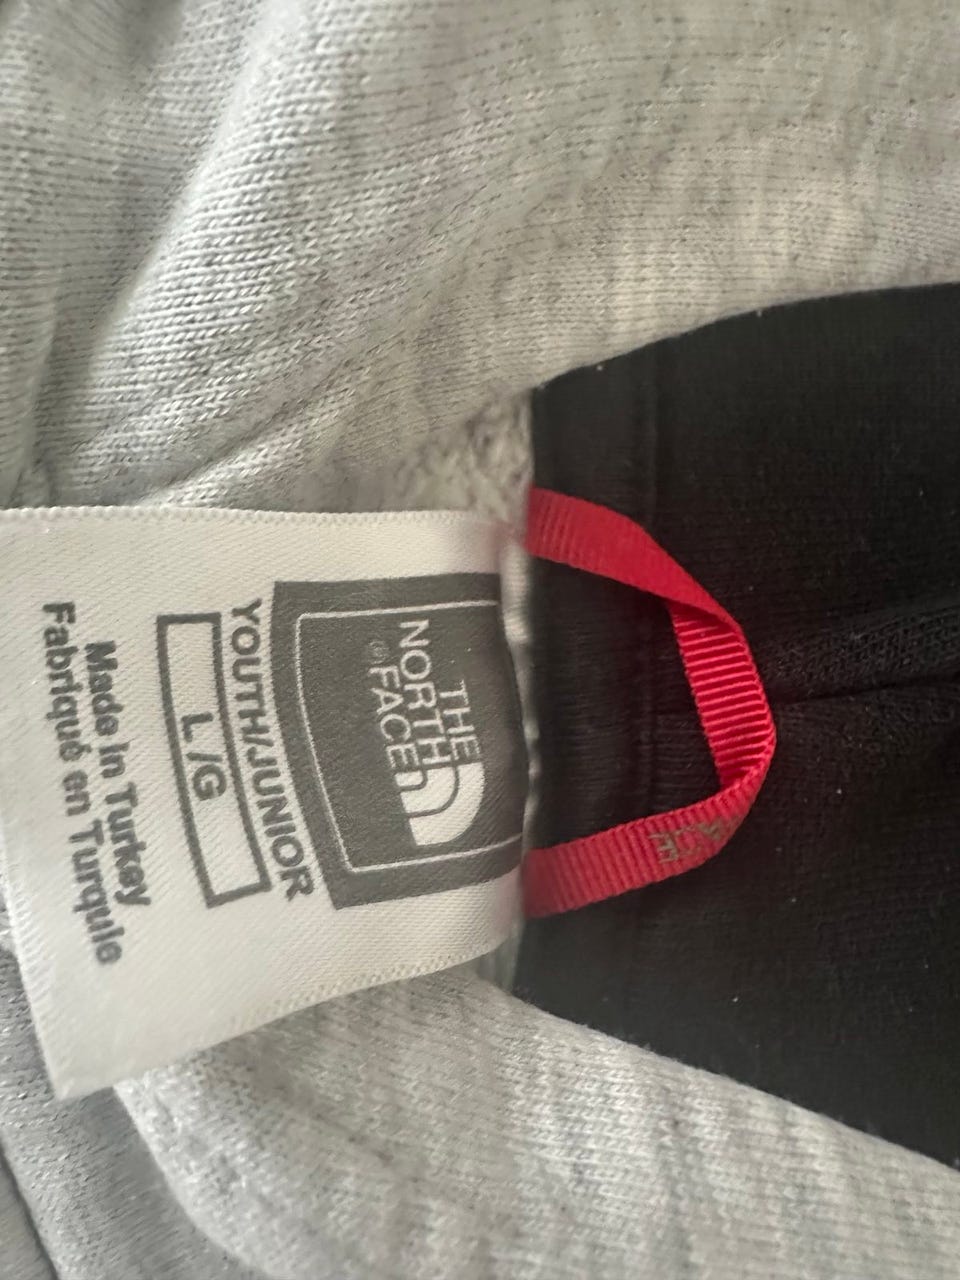 THE
NORTH
FACE
YOUTH/JUNIOR
L/G
Made in Turkey
Fabriqué en Turquie